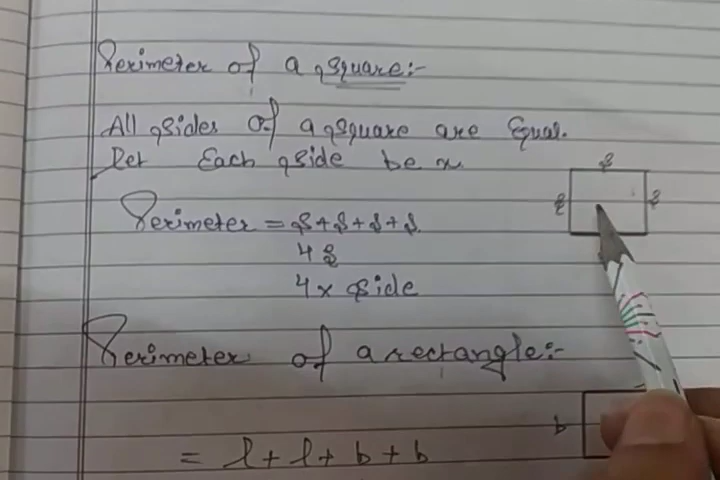 Perimeter of a square:-
All sides of a square are Equal.
Let Each side be x
s
s s
Perimeter = s+s+s+s.
4 s
4 x side
Perimeter of a rectangle:-
b
= l + l + b + b